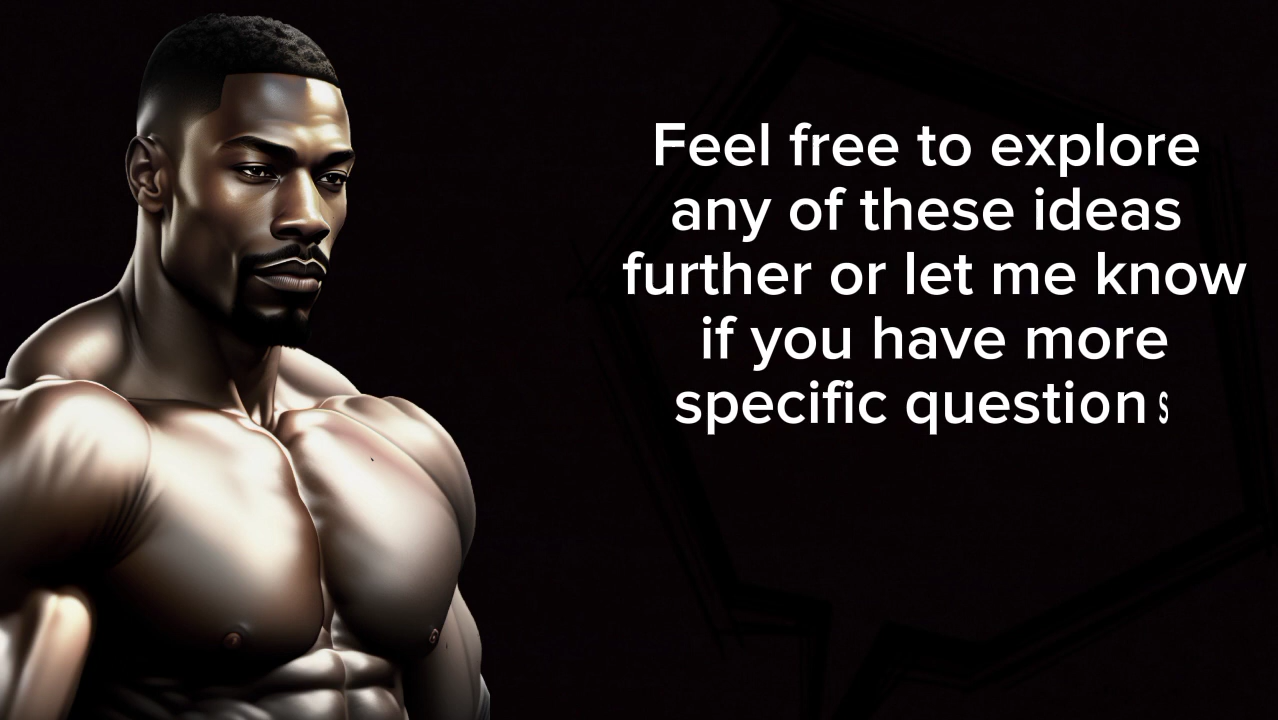 Feel free to explore
any of these ideas
further or let me know
if you have more
specific questions